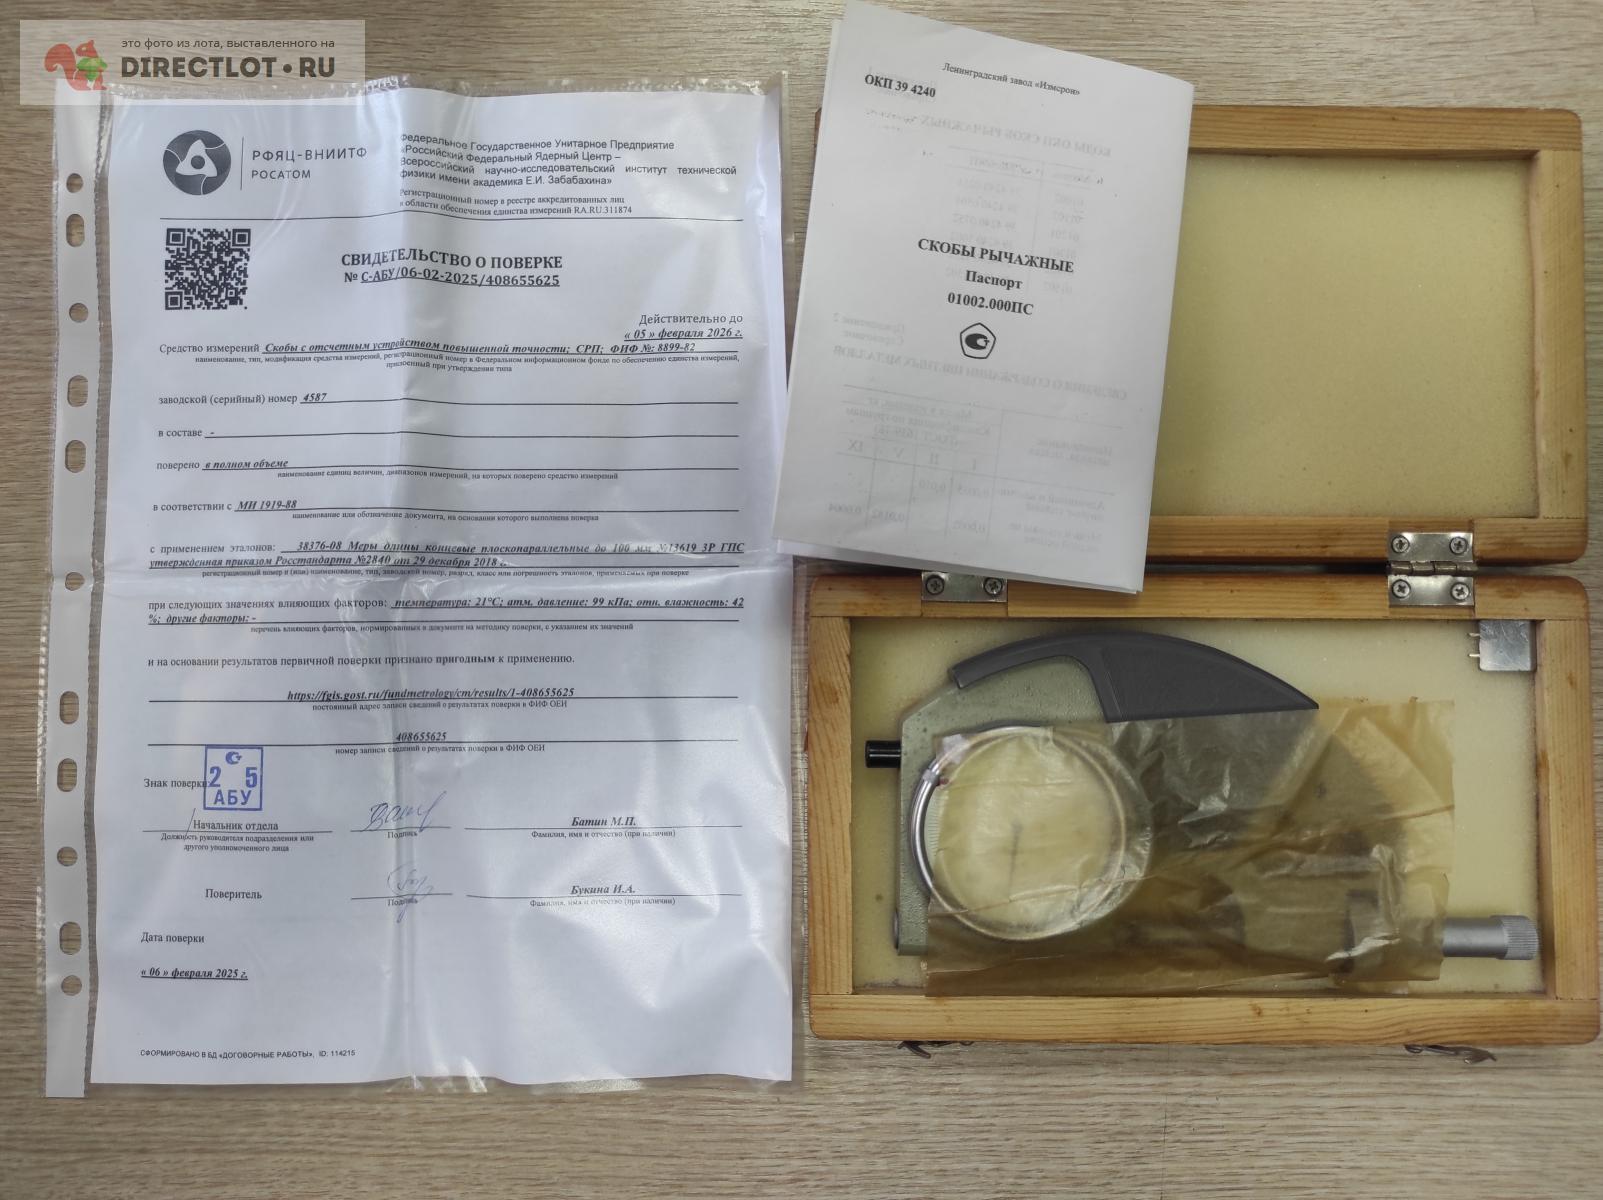 это фото из лота, выставленного на
DIRECTLOT•RU
РФЯЦ-ВНИИТФ
РОСАТОМ
Федеральное Государственное Унитарное Предприятие
«Российский Федеральный Ядерный Центр –
Всероссийский научно-исследовательский институт технической
физики имени академика Е.И. Забабахина»
Регистрационный номер в реестре аккредитованных лиц
в области обеспечения единства измерений RA.RU.311874
СВИДЕТЕЛЬСТВО О ПОВЕРКЕ
№ С-АБУ/06-02-2025/408655625
Действительно до
« 05 » февраля 2026 г.
Средство измерений Скобы с отсчетным устройством повышенной точности; СРП; ФИФ №: 8899-82
наименование, тип, модификация средства измерений, регистрационный номер в Федеральном информационном фонде по обеспечению единства измерений,
присвоенный при утверждении типа
заводской (серийный) номер 4587
в составе -
поверено в полном объеме
наименование единиц величин, диапазонов измерений, на которых поверено средство измерений
в соответствии с МИ 1919-88
наименование или обозначение документа, на основании которого выполнена поверка
с применением эталонов: 38376-08 Меры длины концевые плоскопараллельные до 100 мм №13619 3Р ГПС
утвержденная приказом Росстандарта №2840 от 29 декабря 2018 г.
регистрационный номер и (или) наименование, тип, заводской номер, разряд, класс или погрешность эталонов, применяемых при поверке
при следующих значениях влияющих факторов: температура: 21°С; атм. давление: 99 кПа; отн. влажность: 42
%; другие факторы: -
перечень влияющих факторов, нормированных в документе на методику поверки, с указанием их значений
и на основании результатов первичной поверки признано пригодным к применению.
https://fgis.gost.ru/fundmetrology/cm/results/1-408655625
постоянный адрес записи сведений о результатах поверки в ФИФ ОЕИ
408655625
номер записи сведений о результатах поверки в ФИФ ОЕИ
Знак поверки:
2 5
АБУ
Начальник отдела
Батин М.П.
Должность руководителя подразделения или
другого уполномоченного лица
Подпись
Фамилия, имя и отчество (при наличии)
Поверитель
Букина И.А.
Подпись
Фамилия, имя и отчество (при наличии)
Дата поверки
« 06 » февраля 2025 г.
СФОРМИРОВАНО В БД «ДОГОВОРНЫЕ РАБОТЫ», ID: 114215
Ленинградский завод «Измерон»
ОКП 39 4240
СКОБЫ РЫЧАЖНЫЕ
Паспорт
01002.000ПС